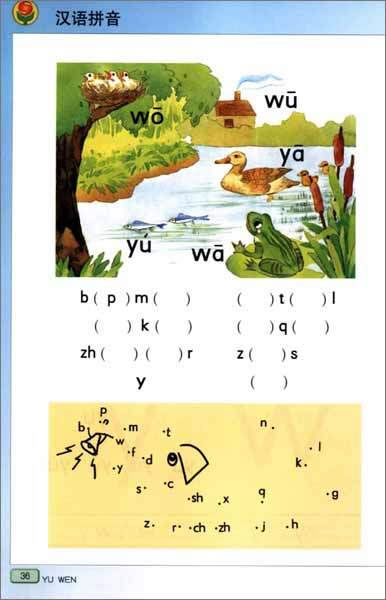 汉语拼音
wō
wū
yā
yú
wā
b ( p ) m ( ) ( ) t ( ) l
( ) k ( ) ( ) q ( )
zh ( ) ( ) r z ( ) s
y ( )
p
b m t n
w f l
y d k
s c
sh x q g
z r ch zh j h
36 YU WEN